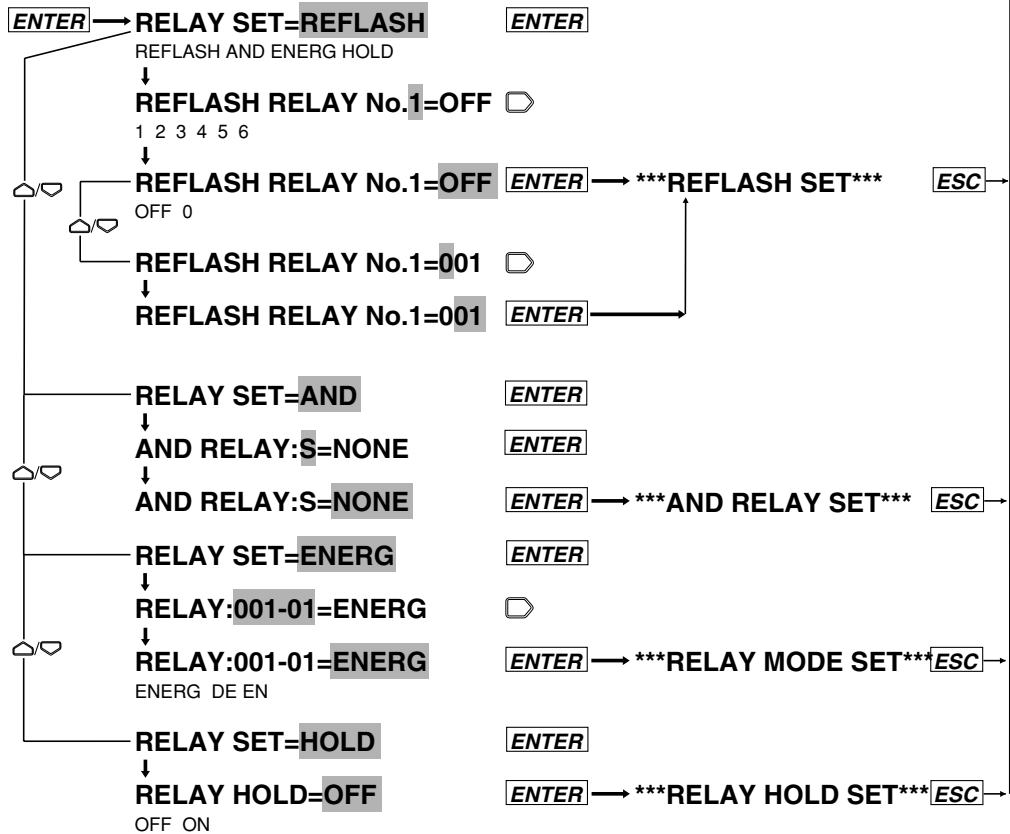 ENTER RELAY SET=REFLASH ENTER
REFLASH AND ENERG HOLD
REFLASH RELAY No.1=OFF
1 2 3 4 5 6
REFLASH RELAY No.1=OFF ENTER ***REFLASH SET*** ESC
OFF 0
/
/
REFLASH RELAY No.1=001
REFLASH RELAY No.1=001 ENTER
RELAY SET=AND ENTER
AND RELAY:S=NONE ENTER
/
AND RELAY:S=NONE ENTER ***AND RELAY SET*** ESC
RELAY SET=ENERG ENTER
RELAY:001-01=ENERG
/
RELAY:001-01=ENERG ENTER ***RELAY MODE SET*** ESC
ENERG DE EN
RELAY SET=HOLD ENTER
RELAY HOLD=OFF ENTER ***RELAY HOLD SET*** ESC
OFF ON